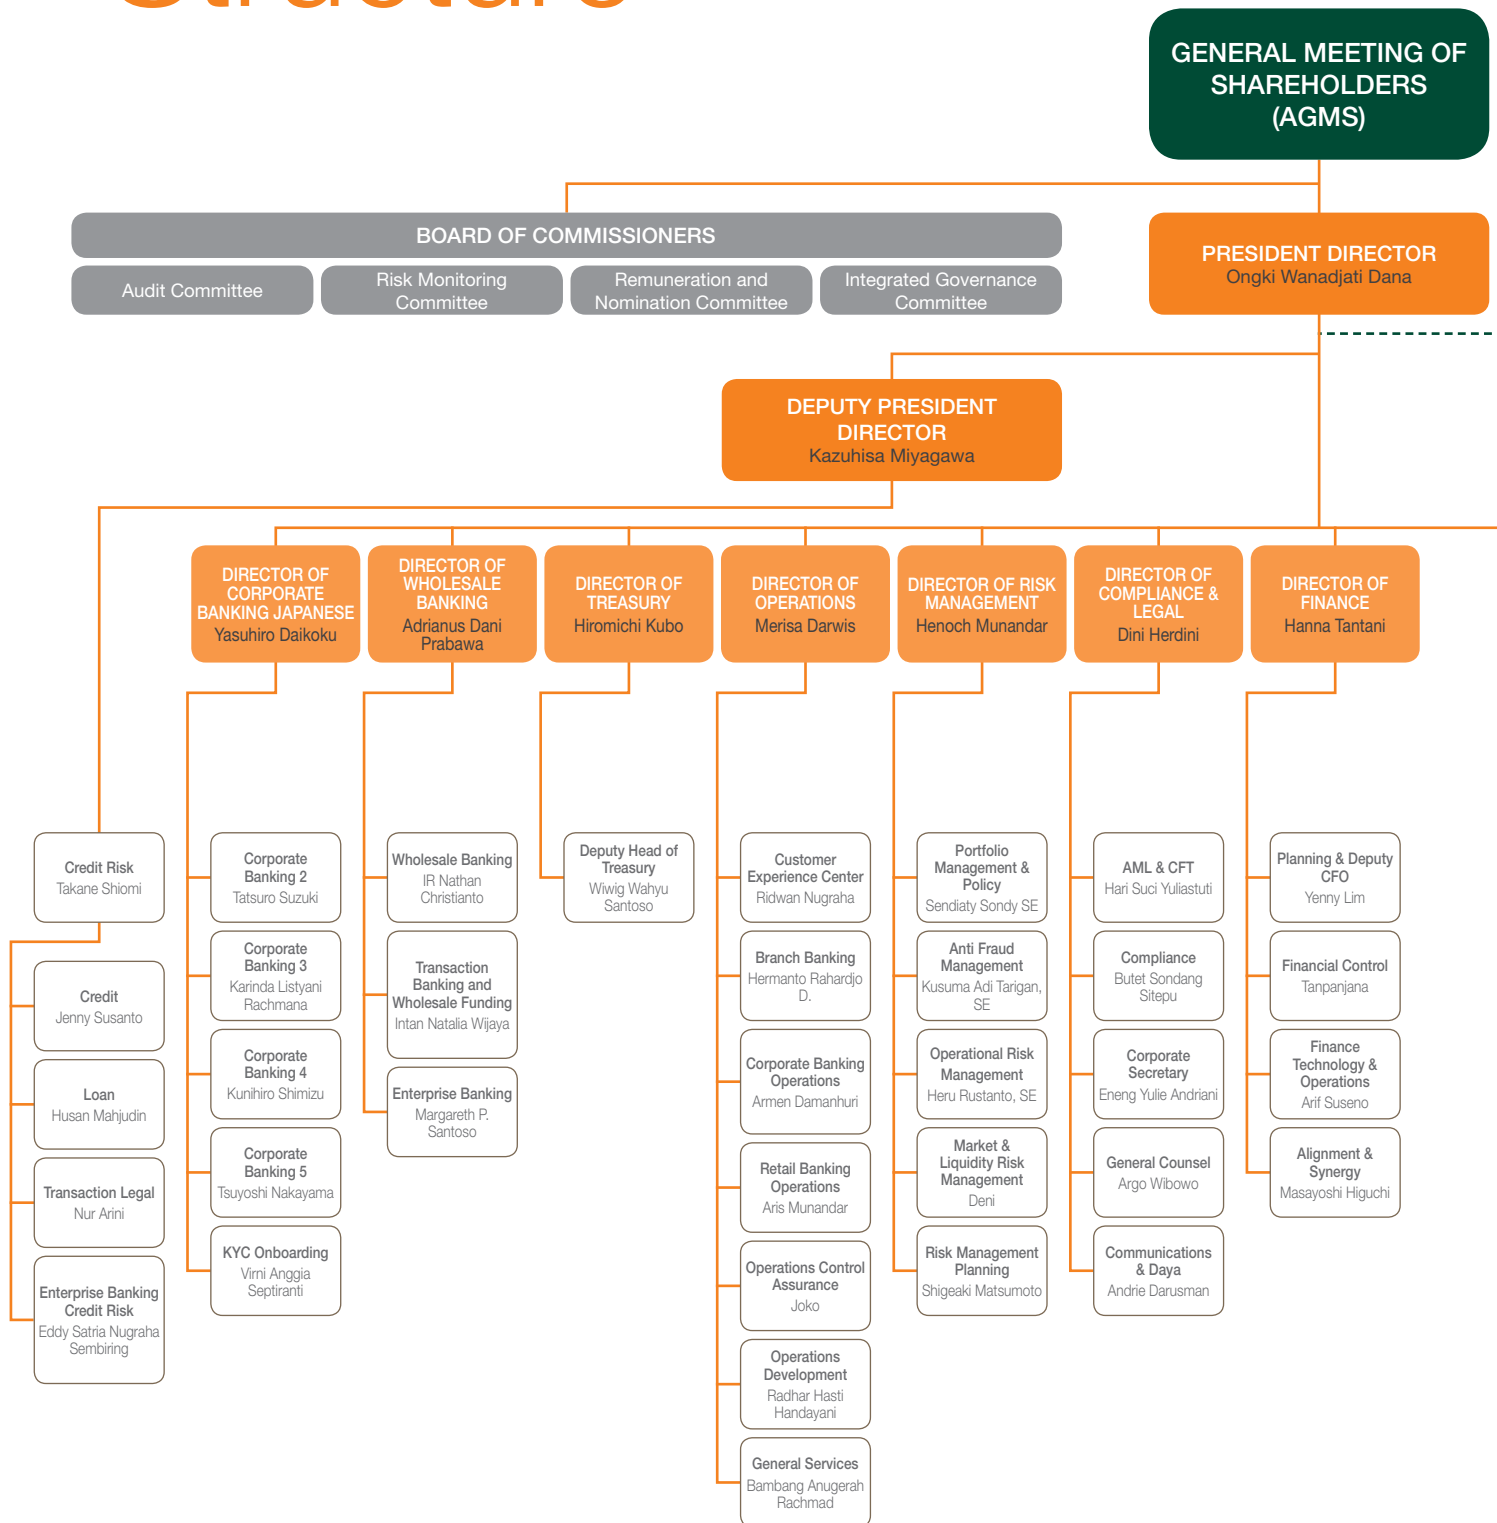 Structure
GENERAL MEETING OF
SHAREHOLDERS
(AGMS)
BOARD OF COMMISSIONERS
Audit Committee
Risk Monitoring
Committee
Remuneration and
Nomination Committee
Integrated Governance
Committee
PRESIDENT DIRECTOR
Ongki Wanadjati Dana
DEPUTY PRESIDENT
DIRECTOR
Kazuhisa Miyagawa
DIRECTOR OF
CORPORATE
BANKING JAPANESE
Yasuhiro Daikoku
DIRECTOR OF
WHOLESALE
BANKING
Adrianus Dani
Prabawa
DIRECTOR OF
TREASURY
Hiromichi Kubo
DIRECTOR OF
OPERATIONS
Merisa Darwis
DIRECTOR OF RISK
MANAGEMENT
Henoch Munandar
DIRECTOR OF
COMPLIANCE &
LEGAL
Dini Herdini
DIRECTOR OF
FINANCE
Hanna Tantani
Credit Risk
Takane Shiomi
Credit
Jenny Susanto
Loan
Husan Mahjudin
Transaction Legal
Nur Arini
Enterprise Banking
Credit Risk
Eddy Satria Nugraha
Sembiring
Corporate
Banking 2
Tatsuro Suzuki
Corporate
Banking 3
Karinda Listyani
Rachmana
Corporate
Banking 4
Kunihiro Shimizu
Corporate
Banking 5
Tsuyoshi Nakayama
KYC Onboarding
Virni Anggia
Septiranti
Wholesale Banking
IR Nathan
Christianto
Transaction
Banking and
Wholesale Funding
Intan Natalia Wijaya
Enterprise Banking
Margareth P.
Santoso
Deputy Head of
Treasury
Wiwig Wahyu
Santoso
Customer
Experience Center
Ridwan Nugraha
Branch Banking
Hermanto Rahardjo
D.
Corporate Banking
Operations
Armen Damanhuri
Retail Banking
Operations
Aris Munandar
Operations Control
Assurance
Joko
Operations
Development
Radhar Hasti
Handayani
General Services
Bambang Anugerah
Rachmad
Portfolio
Management &
Policy
Sendiaty Sondy SE
Anti Fraud
Management
Kusuma Adi Tarigan,
SE
Operational Risk
Management
Heru Rustanto, SE
Market &
Liquidity Risk
Management
Deni
Risk Management
Planning
Shigeaki Matsumoto
AML & CFT
Hari Suci Yuliastuti
Compliance
Butet Sondang
Sitepu
Corporate
Secretary
Eneng Yulie Andriani
General Counsel
Argo Wibowo
Communications
& Daya
Andrie Darusman
Planning & Deputy
CFO
Yenny Lim
Financial Control
Tanpanjana
Finance
Technology &
Operations
Arif Suseno
Alignment &
Synergy
Masayoshi Higuchi